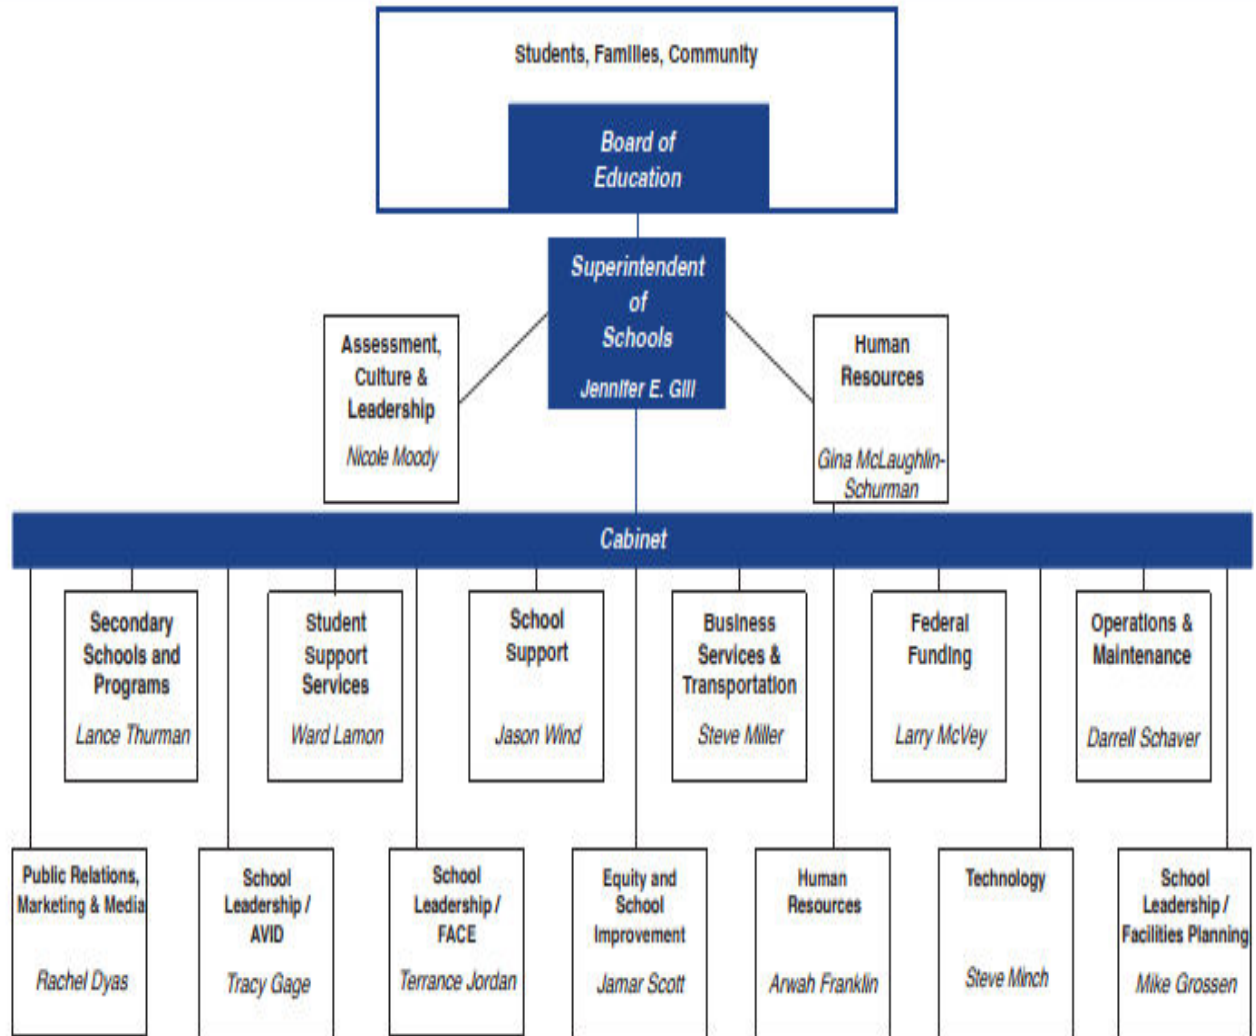 Students, Families, Community
Board of
Education
Superintendent
of
Schools
Jennifer E. Gill
Assessment,
Culture &
Leadership
Nicole Moody
Human
Resources
Gina McLaughlin-
Schurman
Cabinet
Secondary
Schools and
Programs
Lance Thurman
Student
Support
Services
Ward Lamon
School
Support
Jason Wind
Business
Services &
Transportation
Steve Miller
Federal
Funding
Larry McVey
Operations &
Maintenance
Darrell Schaver
Public Relations,
Marketing & Media
Rachel Dyas
School
Leadership /
AVID
Tracy Gage
School
Leadership /
FACE
Terrance Jordan
Equity and
School
Improvement
Jamar Scott
Human
Resources
Arwah Franklin
Technology
Steve Minch
School
Leadership /
Facilities Planning
Mike Grossen